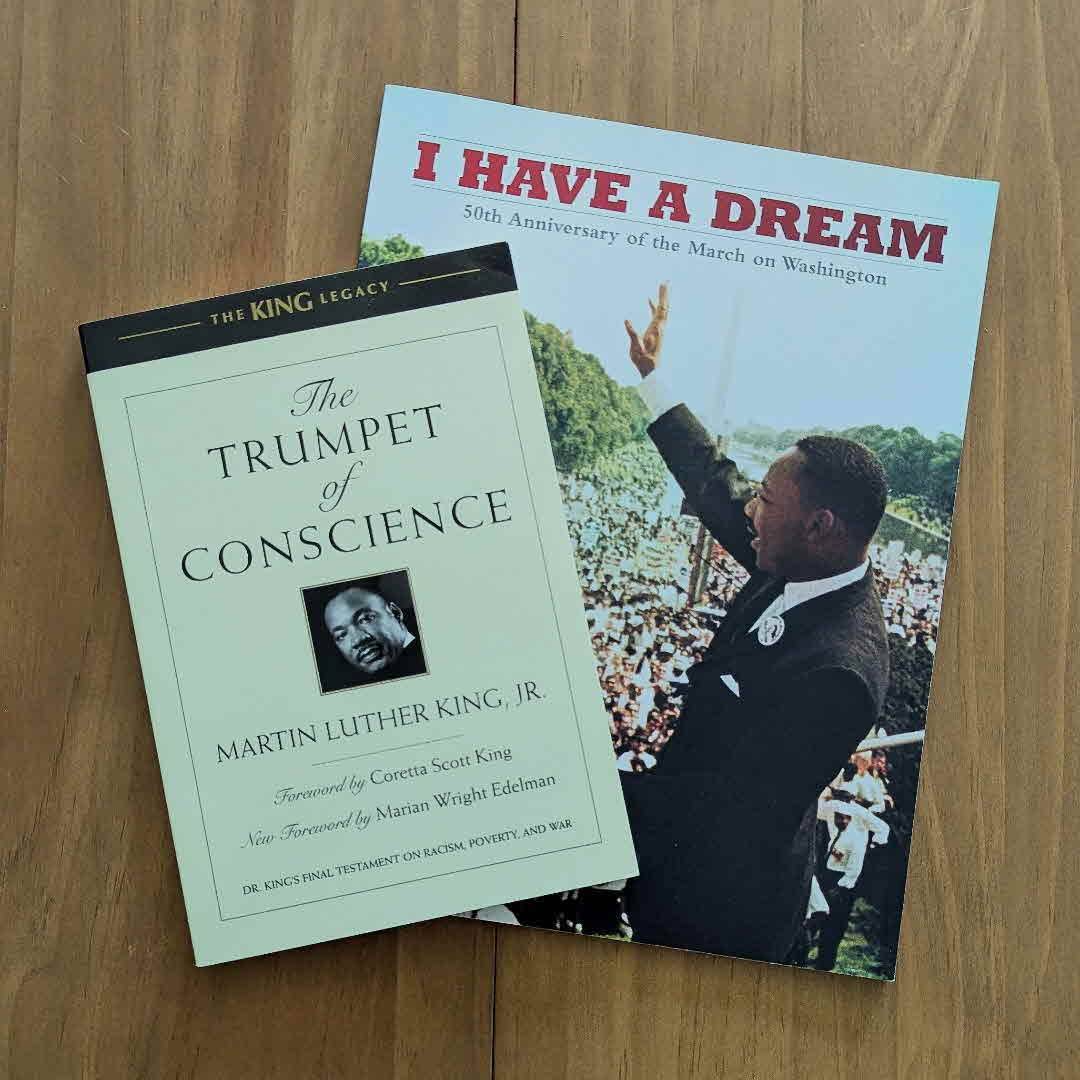 I HAVE A DREAM
50th Anniversary of the March on Washington
THE KING LEGACY
The
TRUMPET
of
CONSCIENCE
MARTIN LUTHER KING, JR.
Foreword by Coretta Scott King
New Foreword by Marian Wright Edelman
DR. KING'S FINAL TESTAMENT ON RACISM, POVERTY, AND WAR